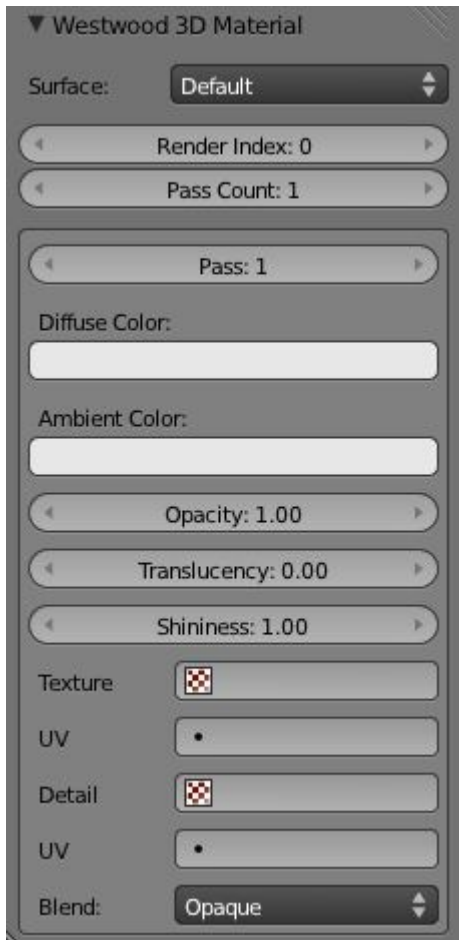 Westwood 3D Material
Surface: Default
Render Index: 0
Pass Count: 1
Pass: 1
Diffuse Color:
Ambient Color:
Opacity: 1.00
Translucency: 0.00
Shininess: 1.00
Texture
UV
Detail
UV
Blend: Opaque